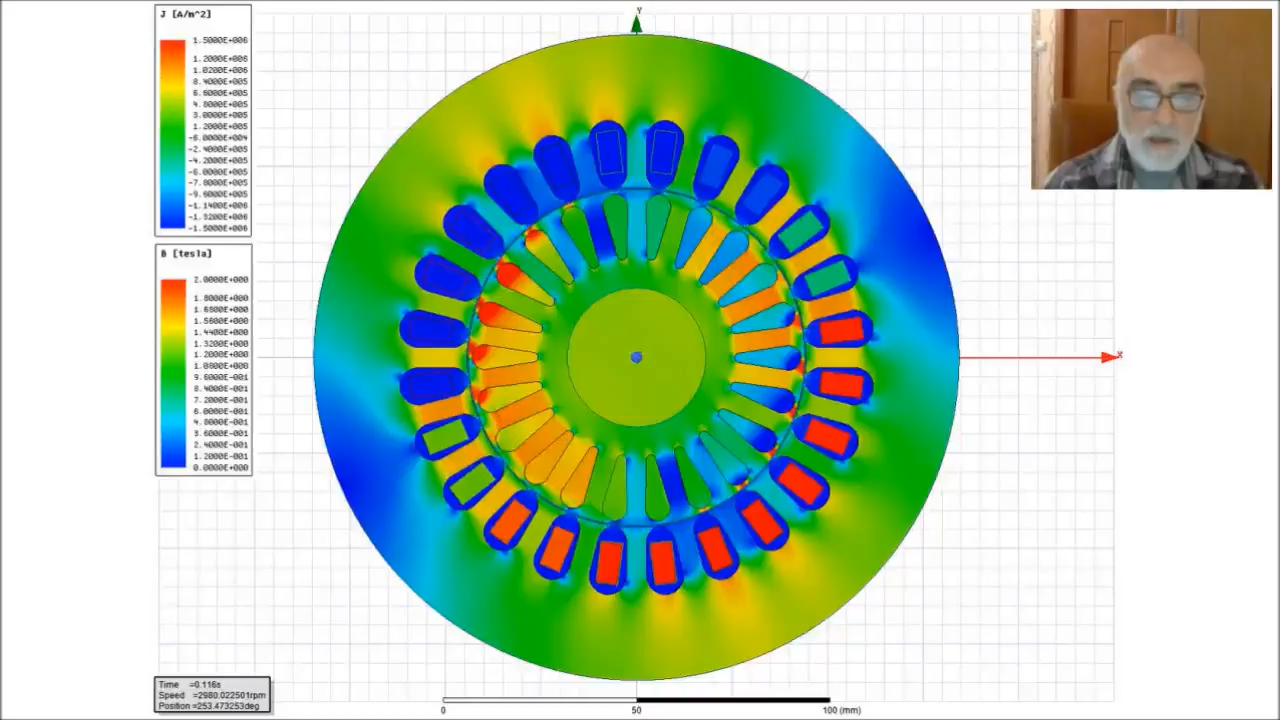 J [A/m^2]
1.5000E+006
1.2000E+006
1.0200E+006
8.4000E+005
6.6000E+005
4.8000E+005
3.0000E+005
1.2000E+005
-6.0000E+004
-2.4000E+005
-4.2000E+005
-6.0000E+005
-7.8000E+005
-9.6000E+005
-1.1400E+006
-1.3200E+006
-1.5000E+006
B [tesla]
2.0000E+000
1.8000E+000
1.6800E+000
1.5600E+000
1.4400E+000
1.3200E+000
1.2000E+000
1.0800E+000
9.6000E-001
8.4000E-001
7.2000E-001
6.0000E-001
4.8000E-001
3.6000E-001
2.4000E-001
1.2000E-001
0.0000E+000
Y
X
Time =0.116s
Speed =2980.022501rpm
Position =253.473253deg
0 50 100 (mm)